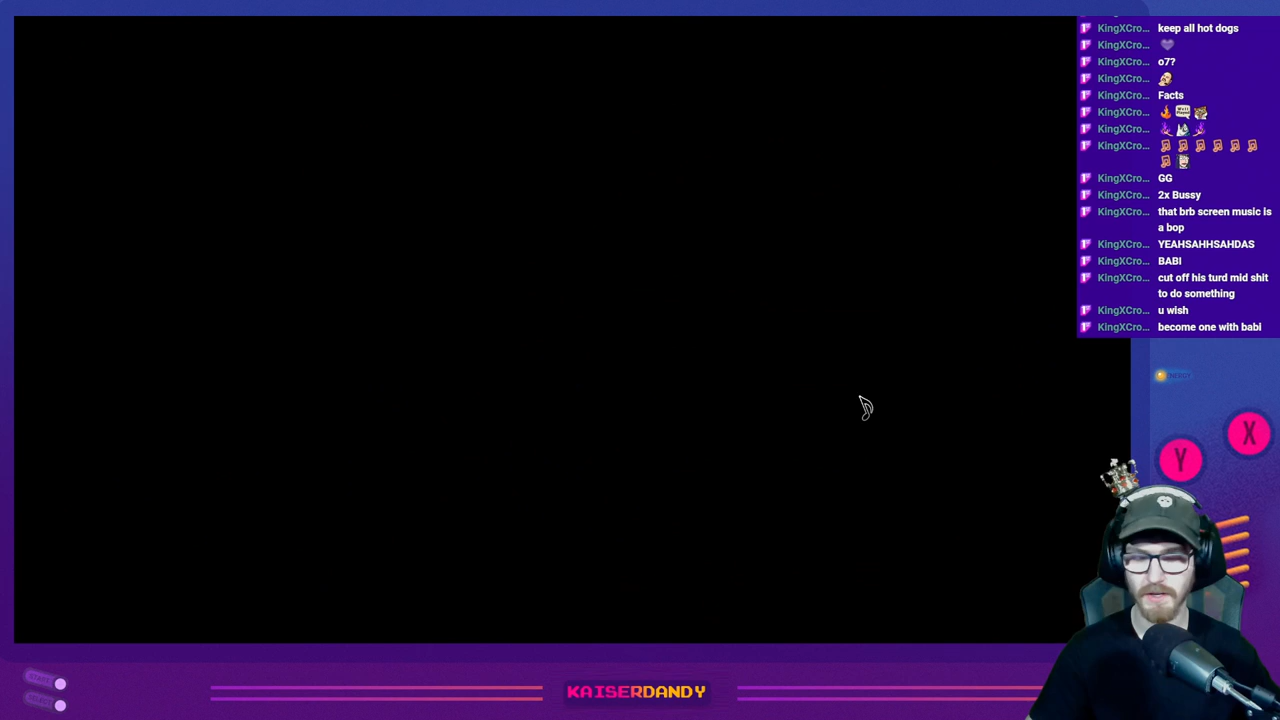 KingXCro... keep all hot dogs
KingXCro...
KingXCro... o7?
KingXCro...
KingXCro... Facts
KingXCro...
KingXCro...
KingXCro...
KingXCro... GG
KingXCro... 2x Bussy
KingXCro... that brb screen music is
a bop
KingXCro... YEAHSAHHSAHDAS
KingXCro... BABI
KingXCro... cut off his turd mid shit
to do something
KingXCro... u wish
KingXCro... become one with babi
X
Y
START
SELECT
KAISERDANDY